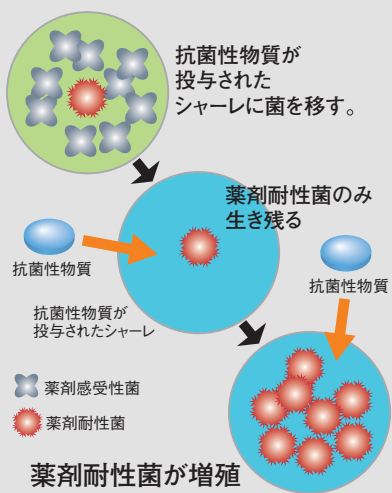 抗菌性物質が
投与された
シャーレに菌を移す。
薬剤耐性菌のみ
生き残る
抗菌性物質
抗菌性物質
抗菌性物質が
投与されたシャーレ
薬剤感受性菌
薬剤耐性菌
薬剤耐性菌が増殖